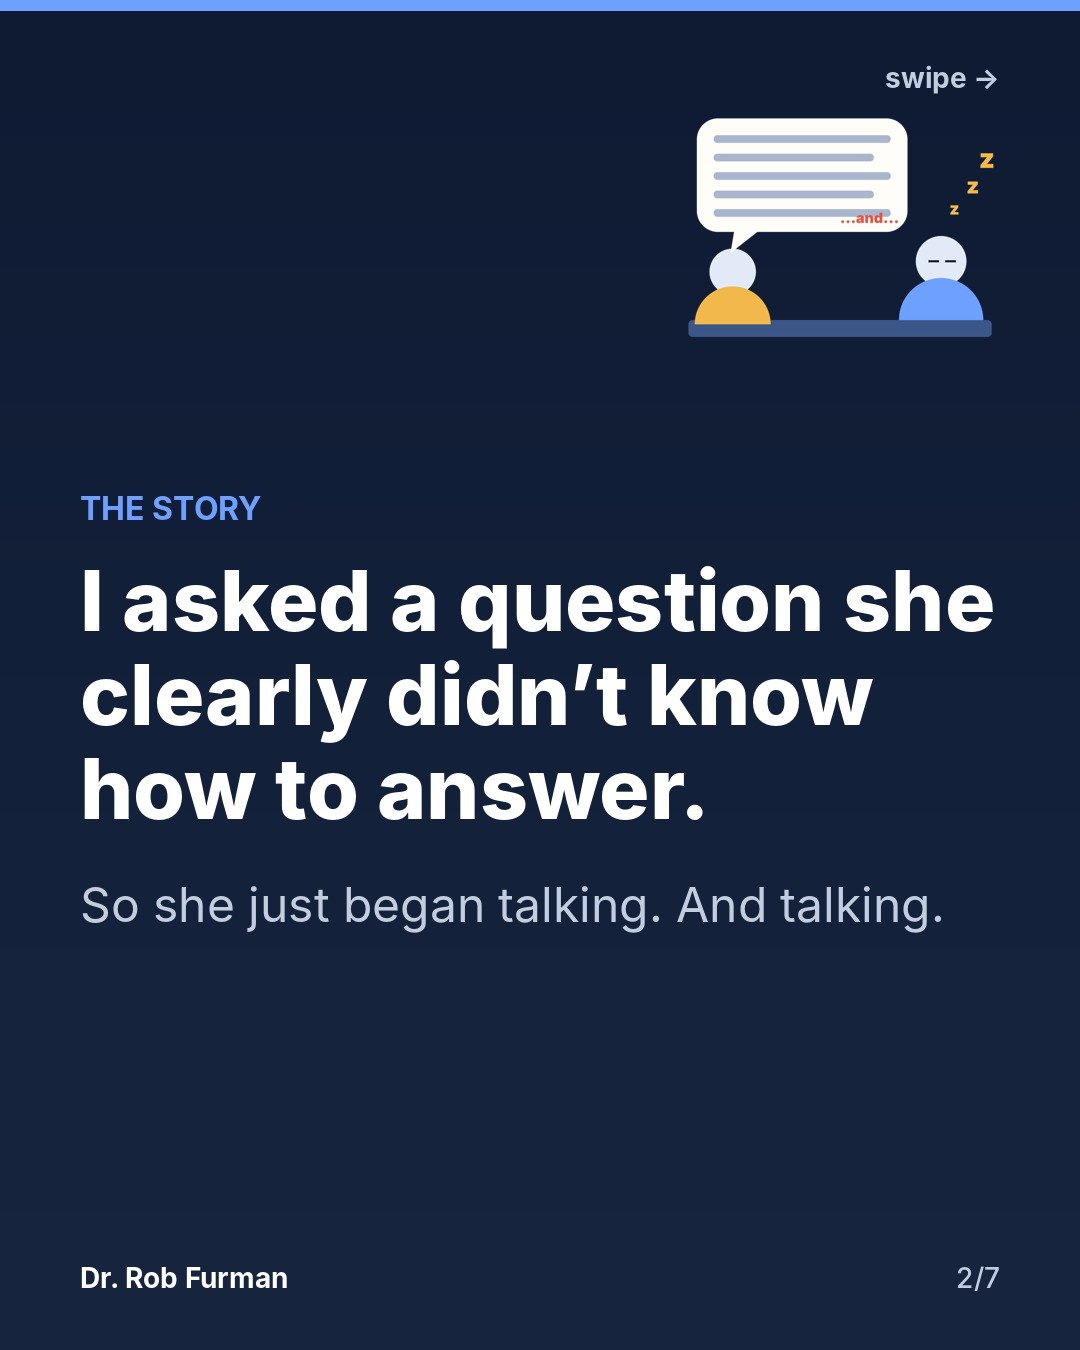 swipe →
...and...
z
z
z
THE STORY
I asked a question she
clearly didn’t know
how to answer.
So she just began talking. And talking.
Dr. Rob Furman
2/7